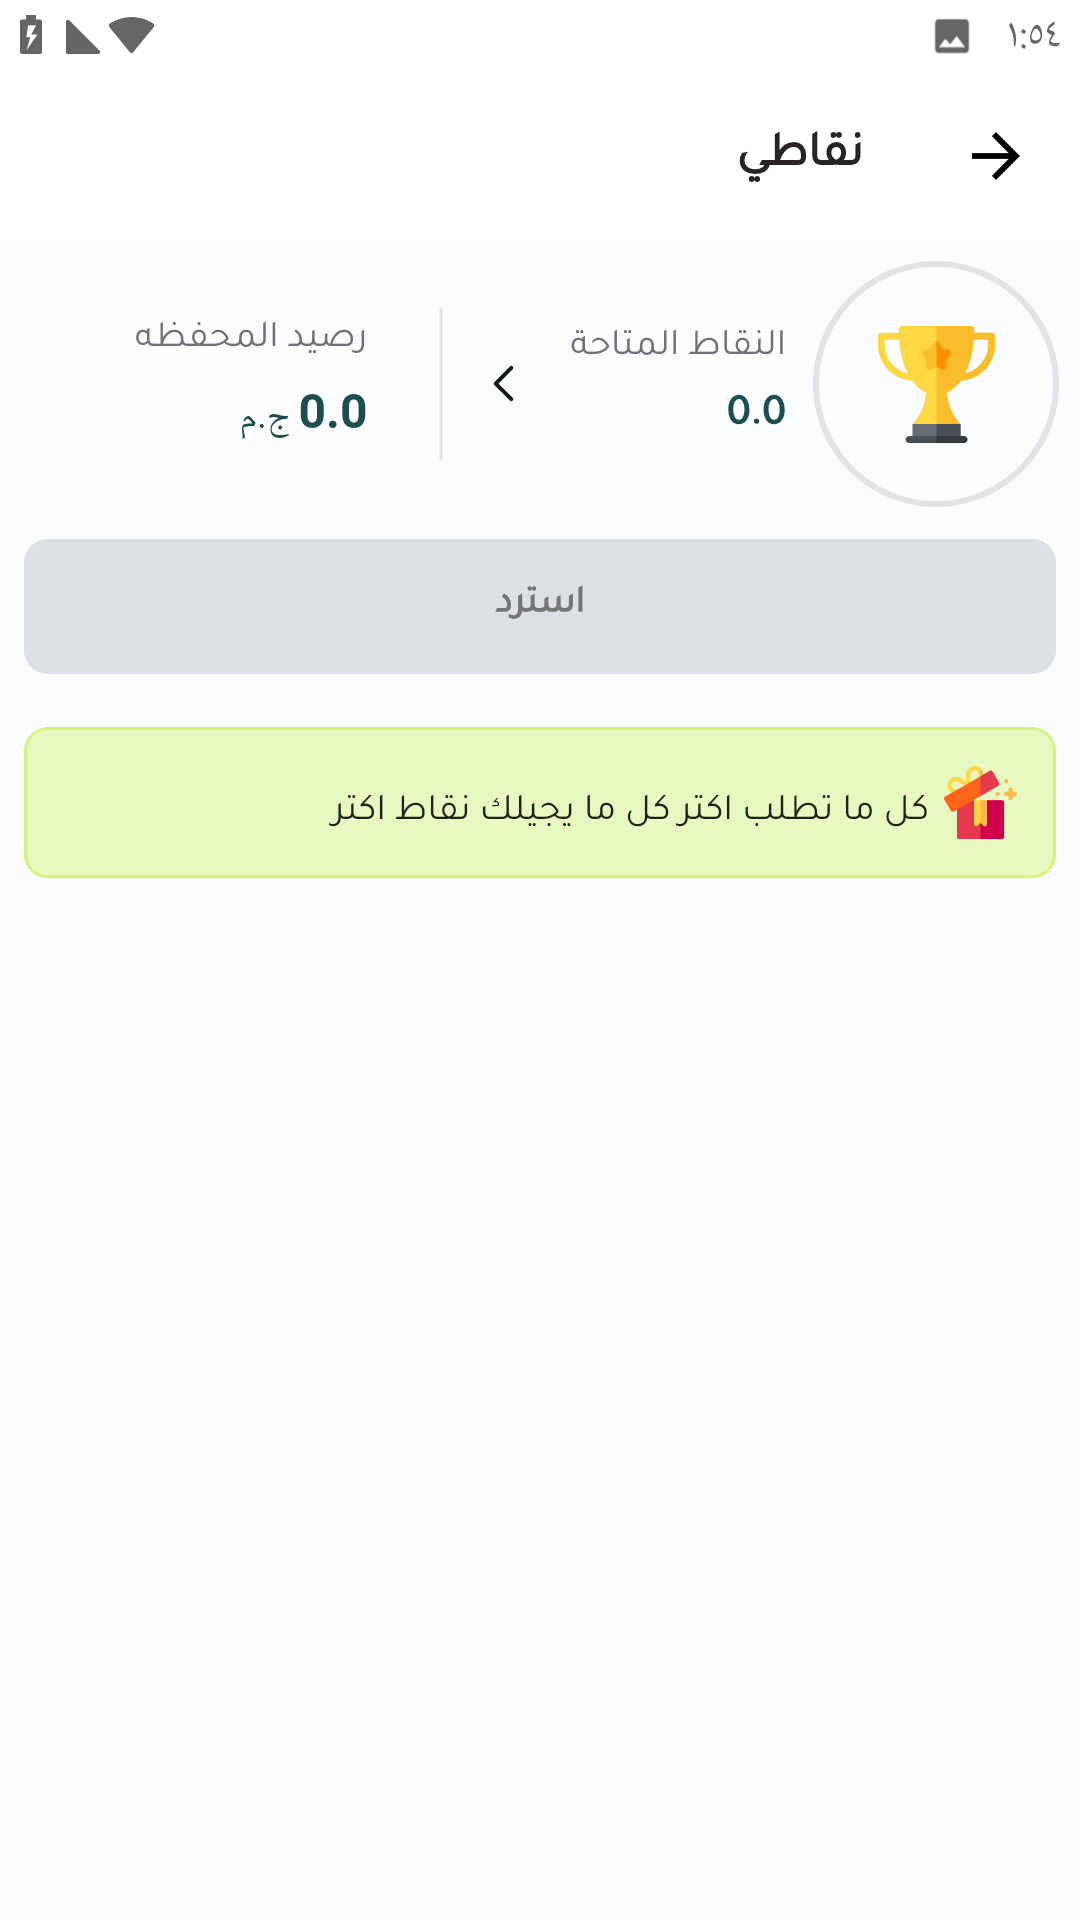 ١:٥٤
نقاطي
النقاط المتاحة
0.0
رصيد المحفظه
0.0 ج.م
استرد
كل ما تطلب اكتر كل ما يجيلك نقاط اكتر